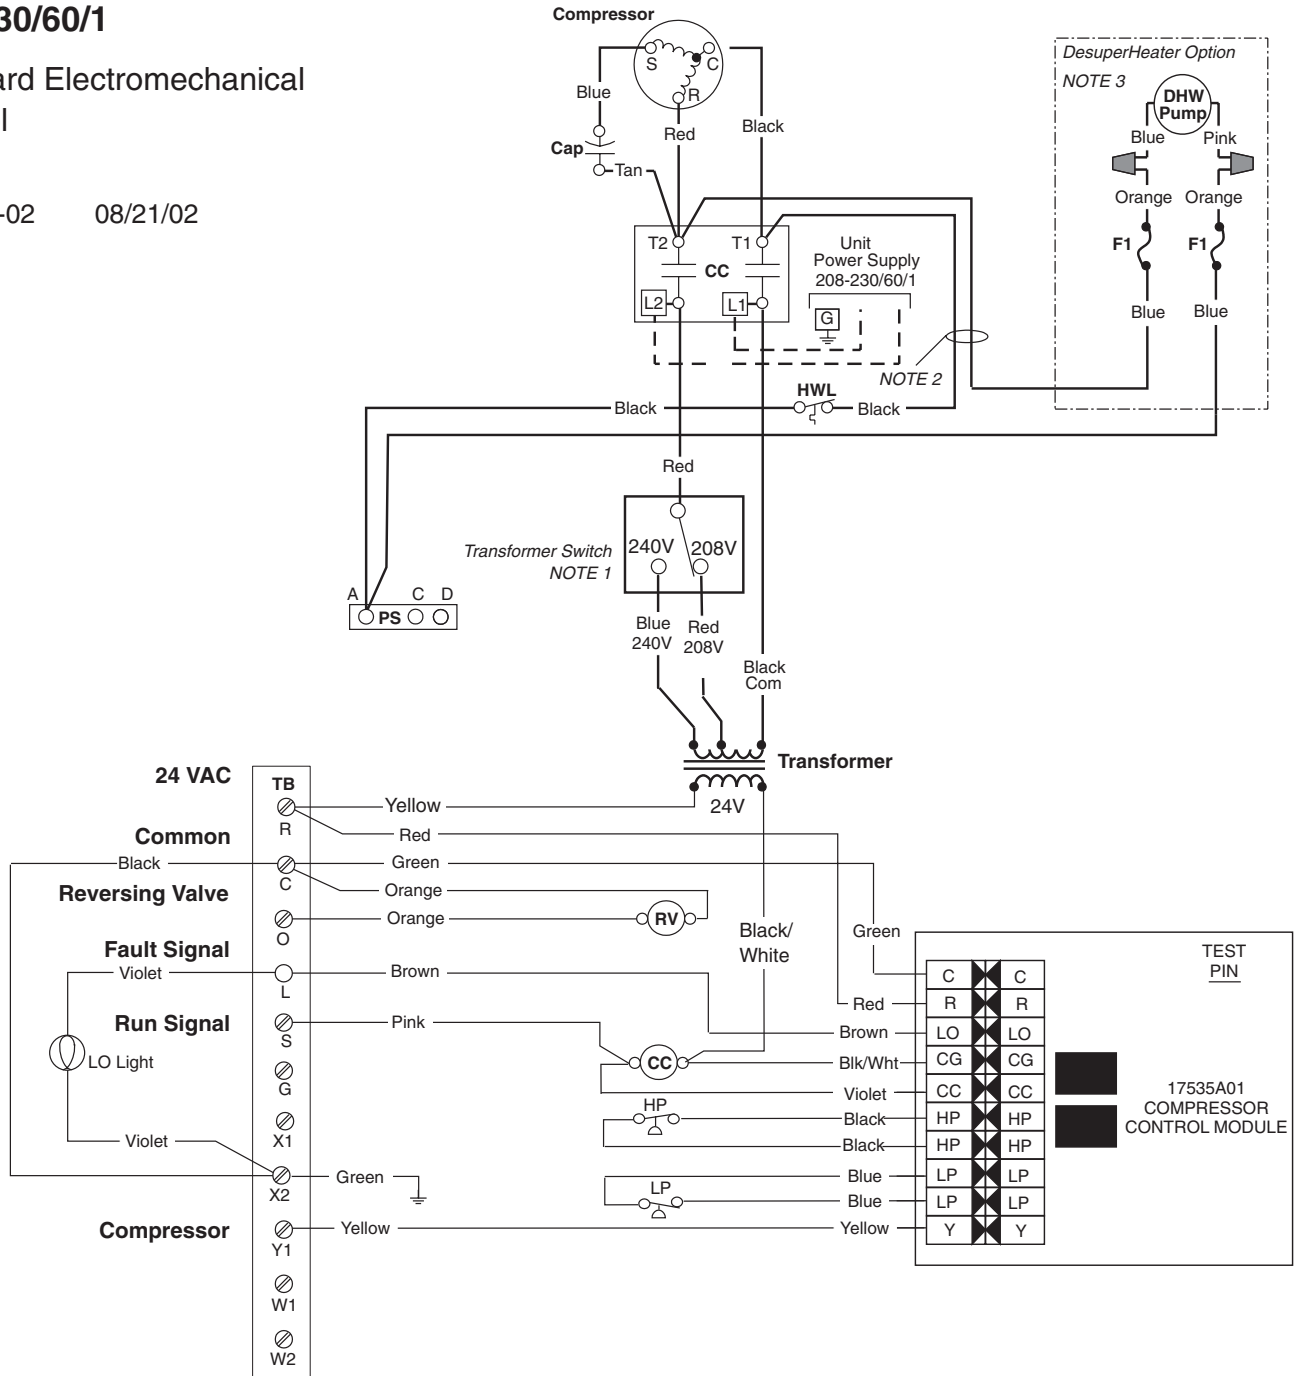 30/60/1
ard Electromechanical
l
-02 08/21/02
Compressor
S
C
R
Blue
Red
Black
Cap
Tan
DesuperHeater Option
NOTE 3
DHW
Pump
Blue
Pink
Orange
Orange
F1
F1
Blue
Blue
T2
T1
CC
L2
L1
Unit
Power Supply
208-230/60/1
G
NOTE 2
HWL
Black
Black
Red
Transformer Switch
NOTE 1
240V
208V
A
C
D
PS
Blue
240V
Red
208V
Black
Com
Transformer
24V
24 VAC
TB
R
Yellow
Red
Common
Black
C
Green
Orange
Reversing Valve
O
Orange
RV
Black/
White
Green
Fault Signal
Violet
L
Brown
Run Signal
S
Pink
LO Light
G
X1
Violet
X2
Green
Compressor
Y1
Yellow
W1
W2
CC
HP
LP
TEST
PIN
C C
Red R R
Brown LO LO
Blk/Wht CG CG
Violet CC CC
Black HP HP
Black HP HP
Blue LP LP
Blue LP LP
Yellow Y Y
17535A01
COMPRESSOR
CONTROL MODULE